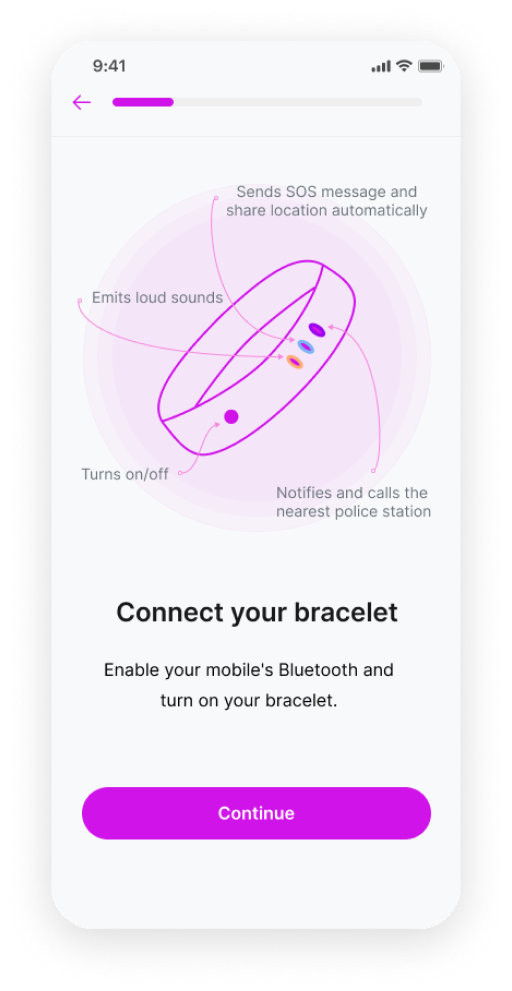 9:41
Sends SOS message and
share location automatically
Emits loud sounds
Turns on/off
Notifies and calls the
nearest police station
Connect your bracelet
Enable your mobile's Bluetooth and
turn on your bracelet.
Continue